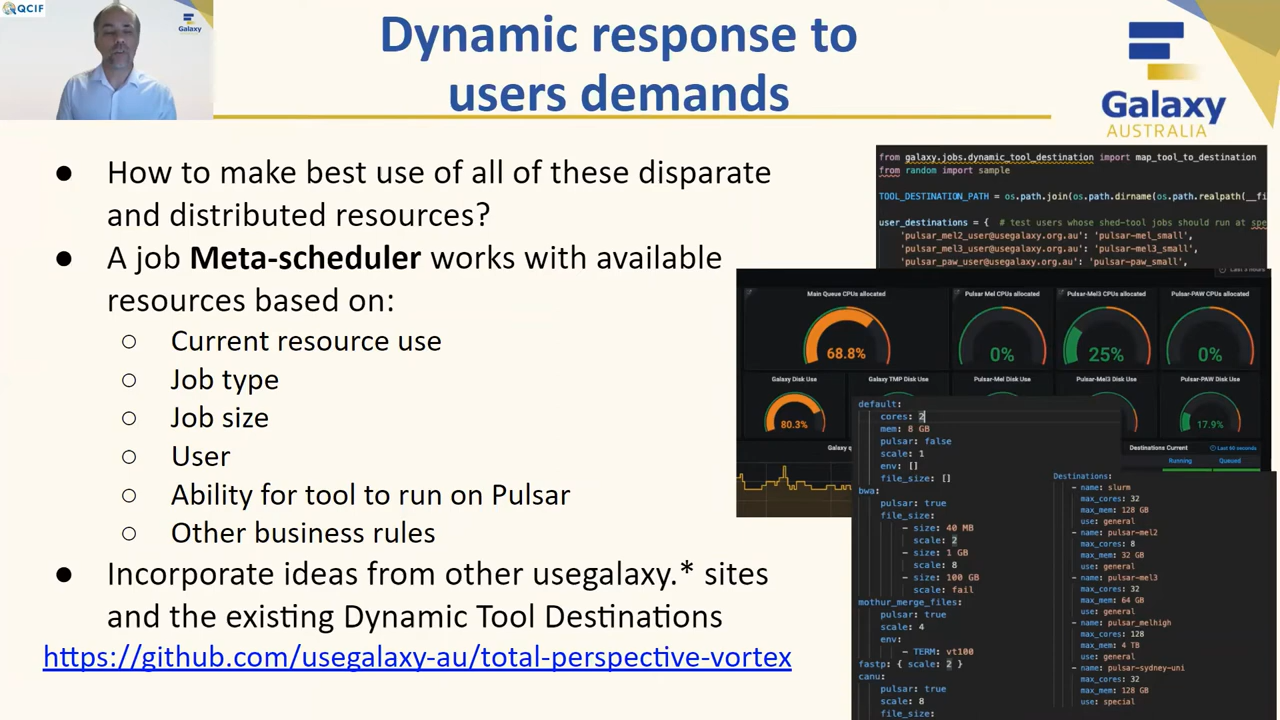 QCIF
Galaxy
Dynamic response to
users demands
Galaxy
AUSTRALIA
● How to make best use of all of these disparate
and distributed resources?
● A job Meta-scheduler works with available
resources based on:
○ Current resource use
○ Job type
○ Job size
○ User
○ Ability for tool to run on Pulsar
○ Other business rules
● Incorporate ideas from other usegalaxy.* sites
and the existing Dynamic Tool Destinations
https://github.com/usegalaxy-au/total-perspective-vortex
from galaxy.jobs.dynamic_tool_destination import map_tool_to_destination
from random import sample
TOOL_DESTINATION_PATH = os.path.join(os.path.dirname(os.path.realpath(__fi
user_destinations = { # test users whose shed-tool jobs should run at spe
'pulsar_mel2_user@usegalaxy.org.au': 'pulsar-mel_small',
'pulsar_mel3_user@usegalaxy.org.au': 'pulsar-mel3_small',
'pulsar_paw_user@usegalaxy.org.au': 'pulsar-paw_small',
Main Queue CPUs allocated
68.8%
Pulsar Mel CPUs allocated
0%
Pulsar-Mel3 CPUs allocated
25%
Pulsar-PAW CPUs allocated
0%
Galaxy Disk Use
80.3%
Galaxy TMP Disk Use
Pulsar-Mel Disk Use
Pulsar-Mel3 Disk Use
Pulsar-PAW Disk Use
17.9%
Galaxy q
Destinations Current
Last 60 seconds
Running
Queued
default:
cores: 2
mem: 8 GB
pulsar: false
scale: 1
env: []
file_size: []
bwa:
pulsar: true
file_size:
- size: 40 MB
scale: 2
- size: 1 GB
scale: 8
- size: 100 GB
scale: fail
mothur_merge_files:
pulsar: true
scale: 4
env:
- TERM: vt100
fastp: { scale: 2 }
canu:
pulsar: true
scale: 8
file_size:
Destinations:
- name: slurm
max_cores: 32
max_mem: 128 GB
use: general
- name: pulsar-mel2
max_cores: 8
max_mem: 32 GB
use: general
- name: pulsar-mel3
max_cores: 32
max_mem: 64 GB
use: general
- name: pulsar_melhigh
max_cores: 128
max_mem: 4 TB
use: general
- name: pulsar-sydney-uni
max_cores: 32
max_mem: 128 GB
use: special